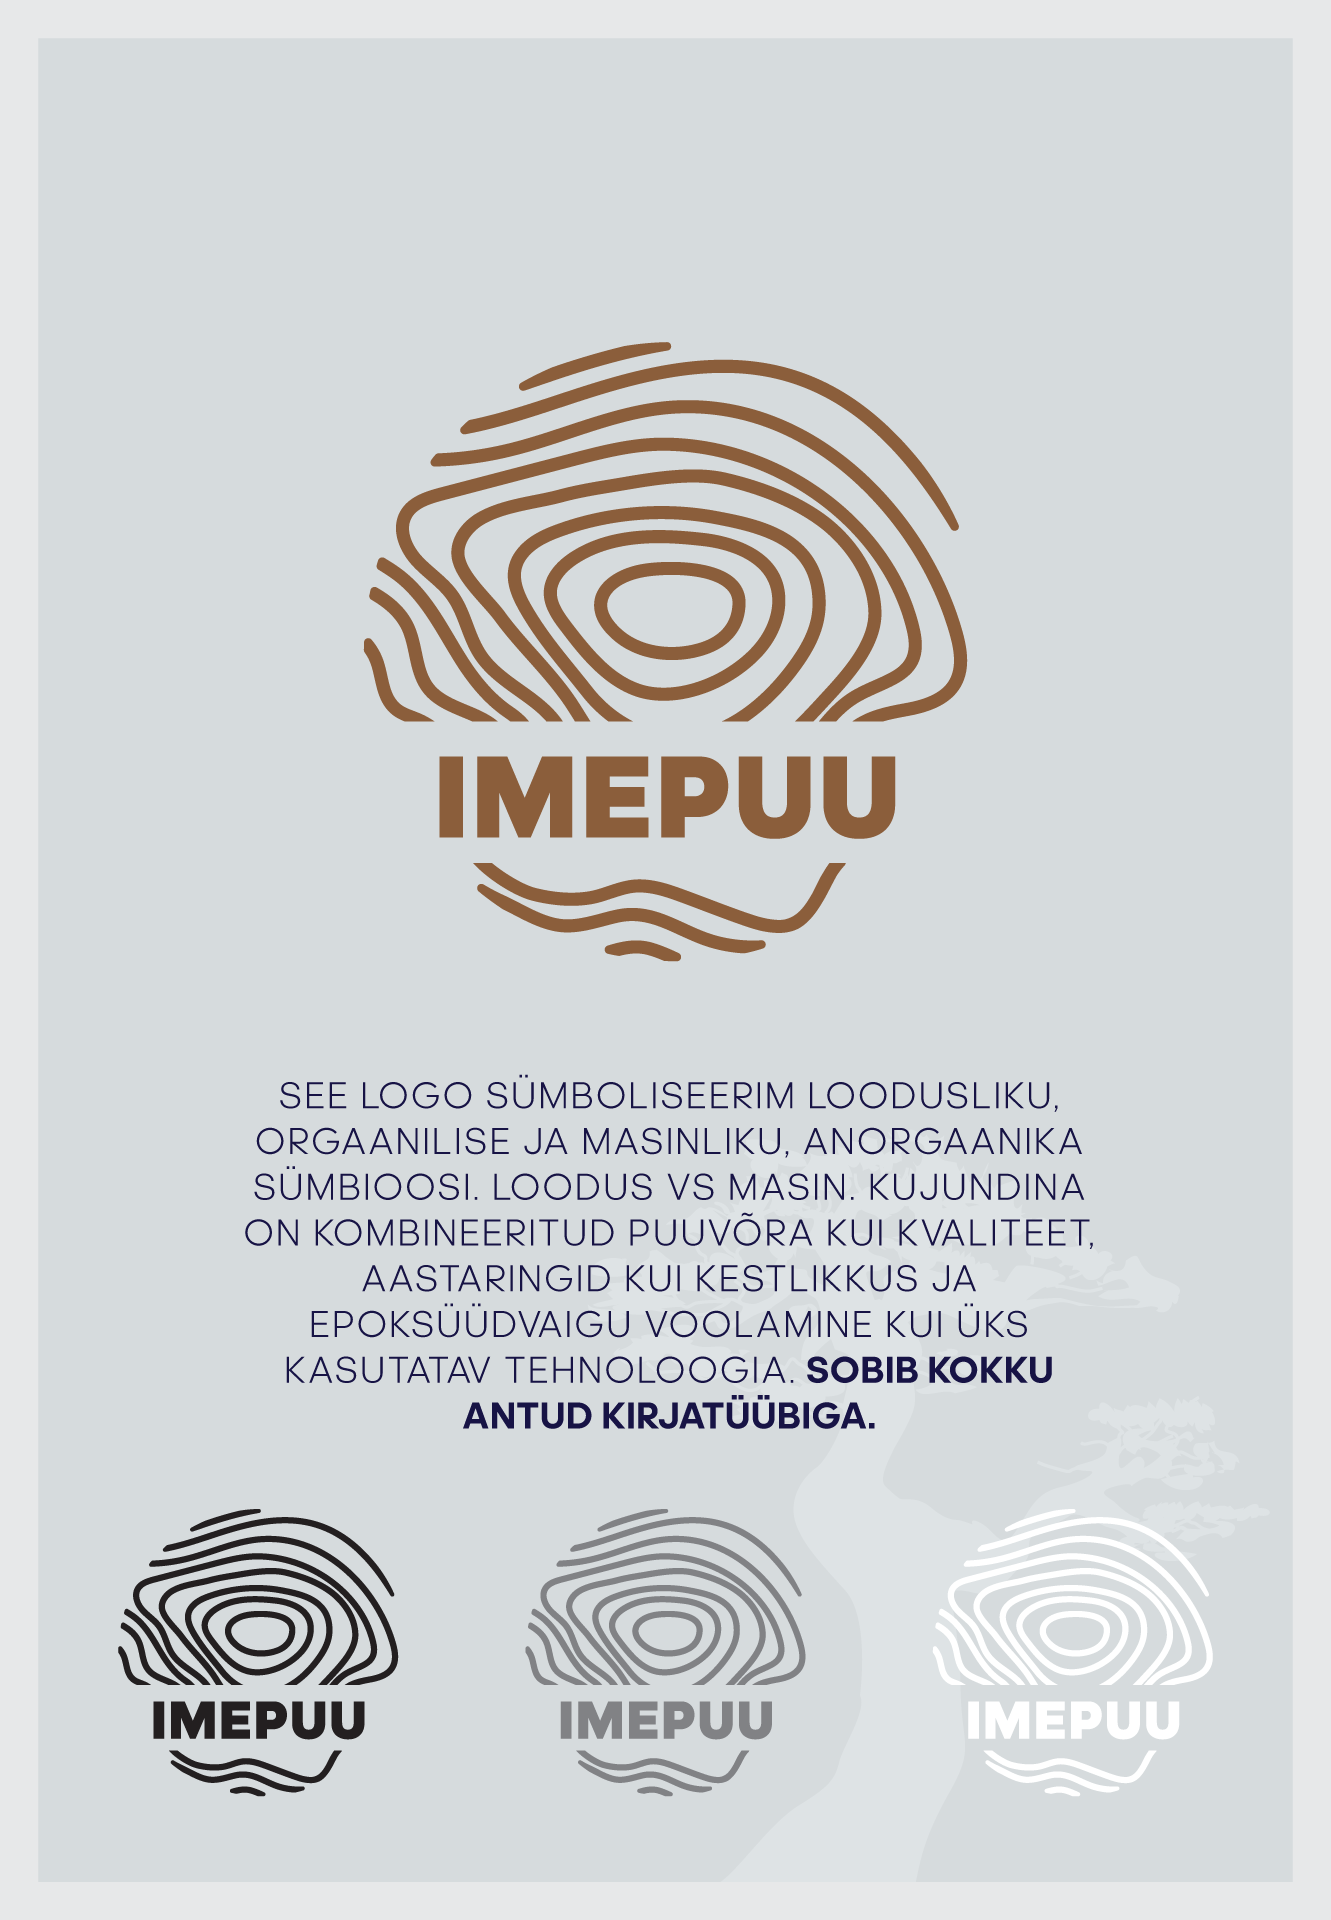 IMEPUU
SEE LOGO SÜMBOLISEERIM LOODUSLIKU,
ORGAANILISE JA MASINLIKU, ANORGAANIKA
SÜMBIOOSI. LOODUS VS MASIN. KUJUNDINA
ON KOMBINEERITUD PUUVÕRA KUI KVALITEET,
AASTARINGID KUI KESTLIKKUS JA
EPOKSÜÜDVAIGU VOOLAMINE KUI ÜKS
KASUTATAV TEHNOLOOGIA. SOBIB KOKKU
ANTUD KIRJATÜÜBIGA.
IMEPUU
IMEPUU
IMEPUU